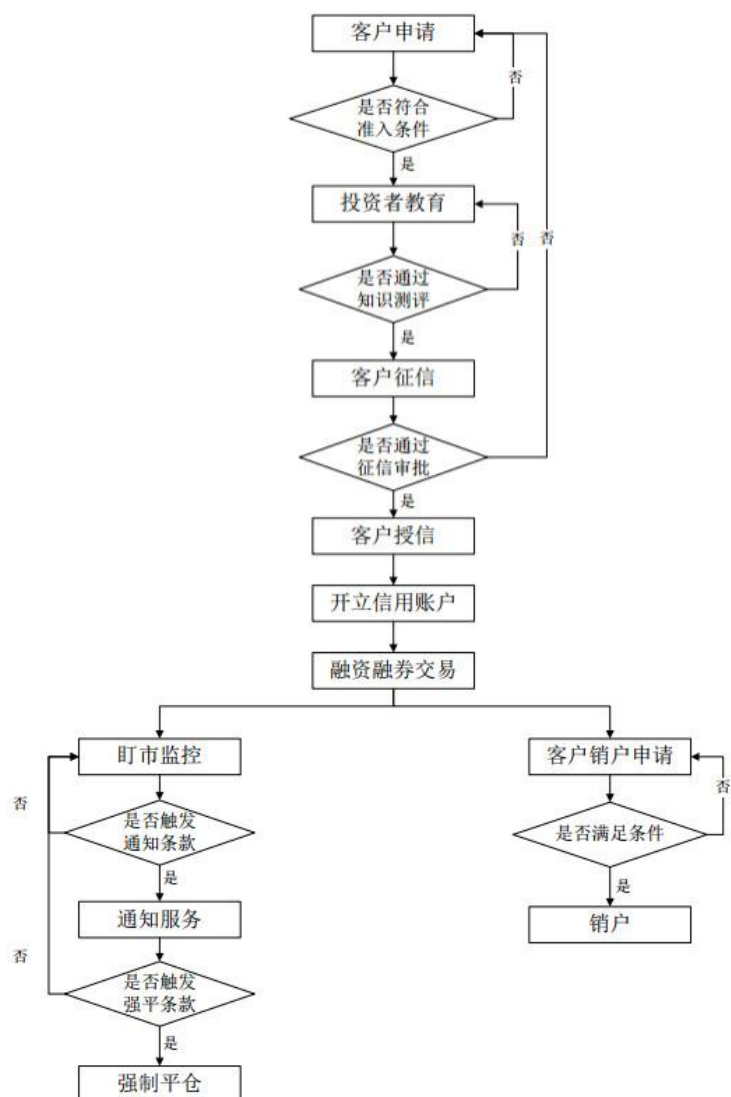 客户申请
否
是否符合
准入条件
是
投资者教育
否
否
是否通过
知识测评
是
客户征信
是否通过
征信审批
是
客户授信
开立信用账户
融资融券交易
盯市监控
客户销户申请
否
否
是否触发
通知条款
是否满足条件
是
是
通知服务
销户
否
是否触发
强平条款
是
强制平仓